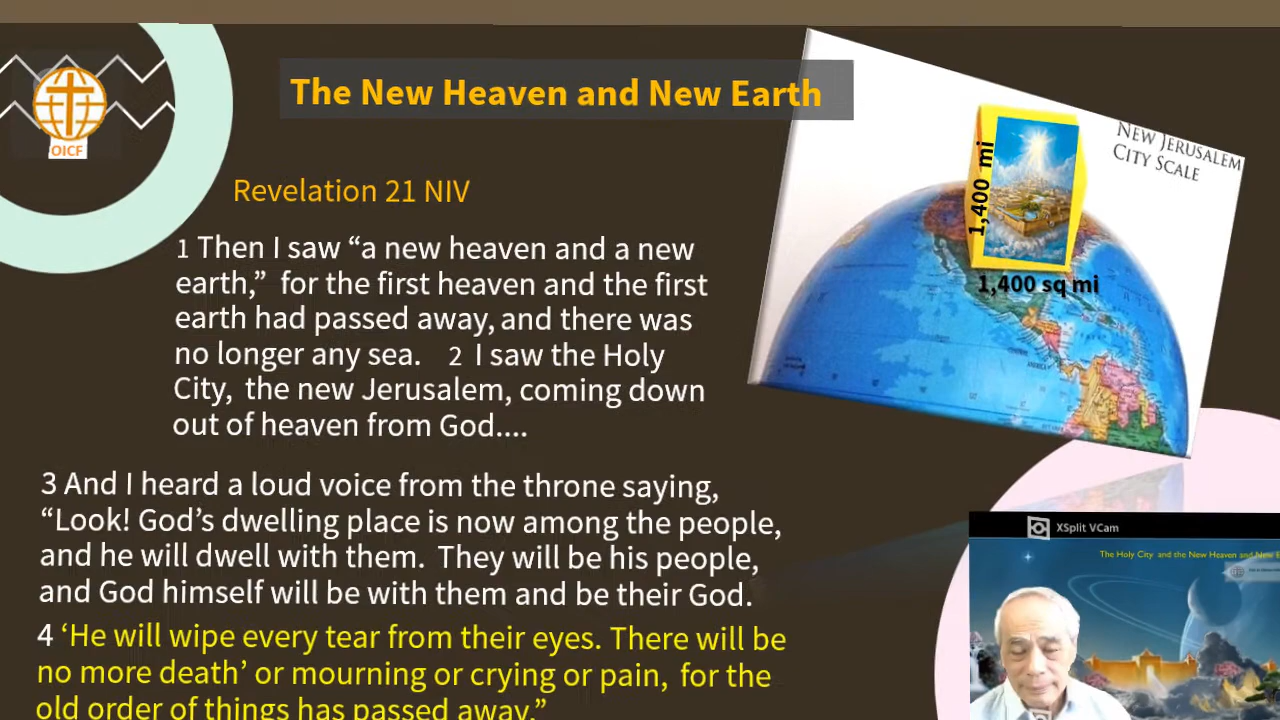 The New Heaven and New Earth
OICF
NEW JERUSALEM
CITY SCALE
1,400 mi
1,400 sq mi
Revelation 21 NIV
1 Then I saw “a new heaven and a new
earth,” for the first heaven and the first
earth had passed away, and there was
no longer any sea. 2 I saw the Holy
City, the new Jerusalem, coming down
out of heaven from God....
3 And I heard a loud voice from the throne saying,
“Look! God’s dwelling place is now among the people,
and he will dwell with them. They will be his people,
and God himself will be with them and be their God.
4 ‘He will wipe every tear from their eyes. There will be
no more death’ or mourning or crying or pain, for the
old order of things has passed away.”
XSplit VCam
The Holy City and the New Heaven and New E